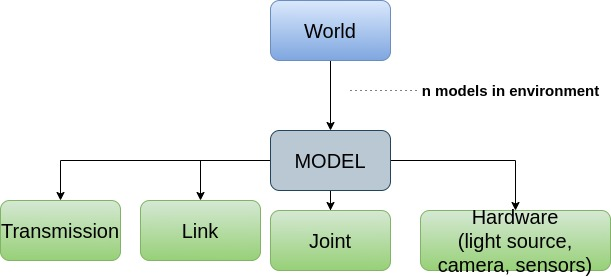 World
n models in environment
MODEL
Transmission
Link
Joint
Hardware
(light source,
camera, sensors)